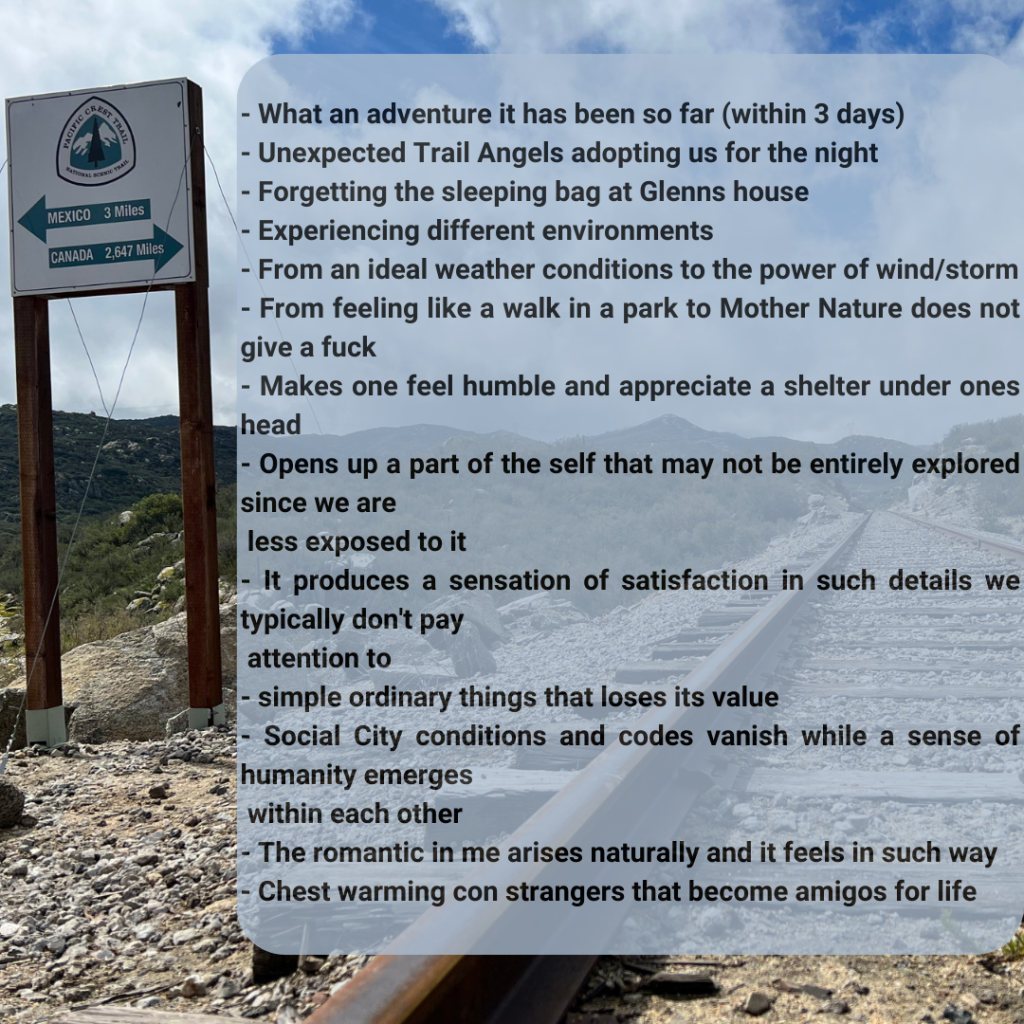 PACIFIC CREST TRAIL
NATIONAL SCENIC TRAIL
MEXICO 3 Miles
CANADA 2,647 Miles
- What an adventure it has been so far (within 3 days)
- Unexpected Trail Angels adopting us for the night
- Forgetting the sleeping bag at Glenns house
- Experiencing different environments
- From an ideal weather conditions to the power of wind/storm
- From feeling like a walk in a park to Mother Nature does not
give a fuck
- Makes one feel humble and appreciate a shelter under ones
head
- Opens up a part of the self that may not be entirely explored
since we are
less exposed to it
- It produces a sensation of satisfaction in such details we
typically don't pay
attention to
- simple ordinary things that loses its value
- Social City conditions and codes vanish while a sense of
humanity emerges
within each other
- The romantic in me arises naturally and it feels in such way
- Chest warming con strangers that become amigos for life